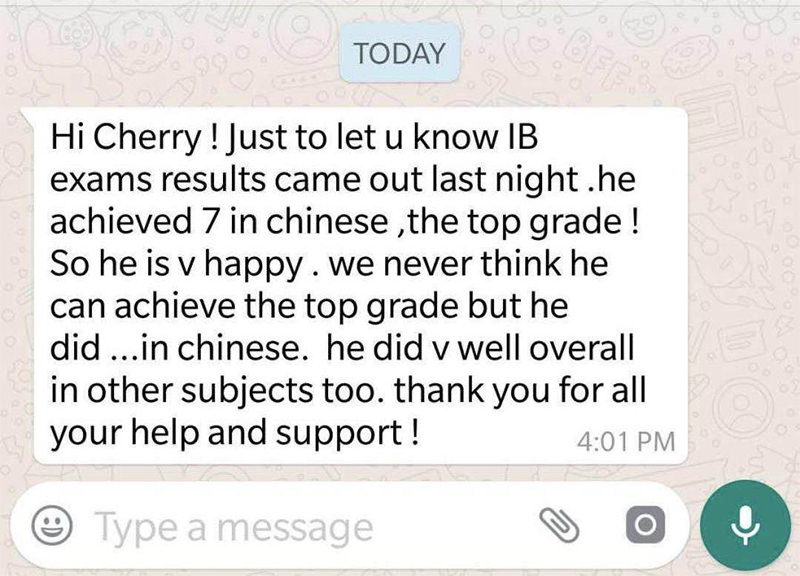 TODAY
Hi Cherry ! Just to let u know IB
exams results came out last night .he
achieved 7 in chinese ,the top grade !
So he is v happy . we never think he
can achieve the top grade but he
did ...in chinese.  he did v well overall
in other subjects too. thank you for all
your help and support !
4:01 PM
Type a message